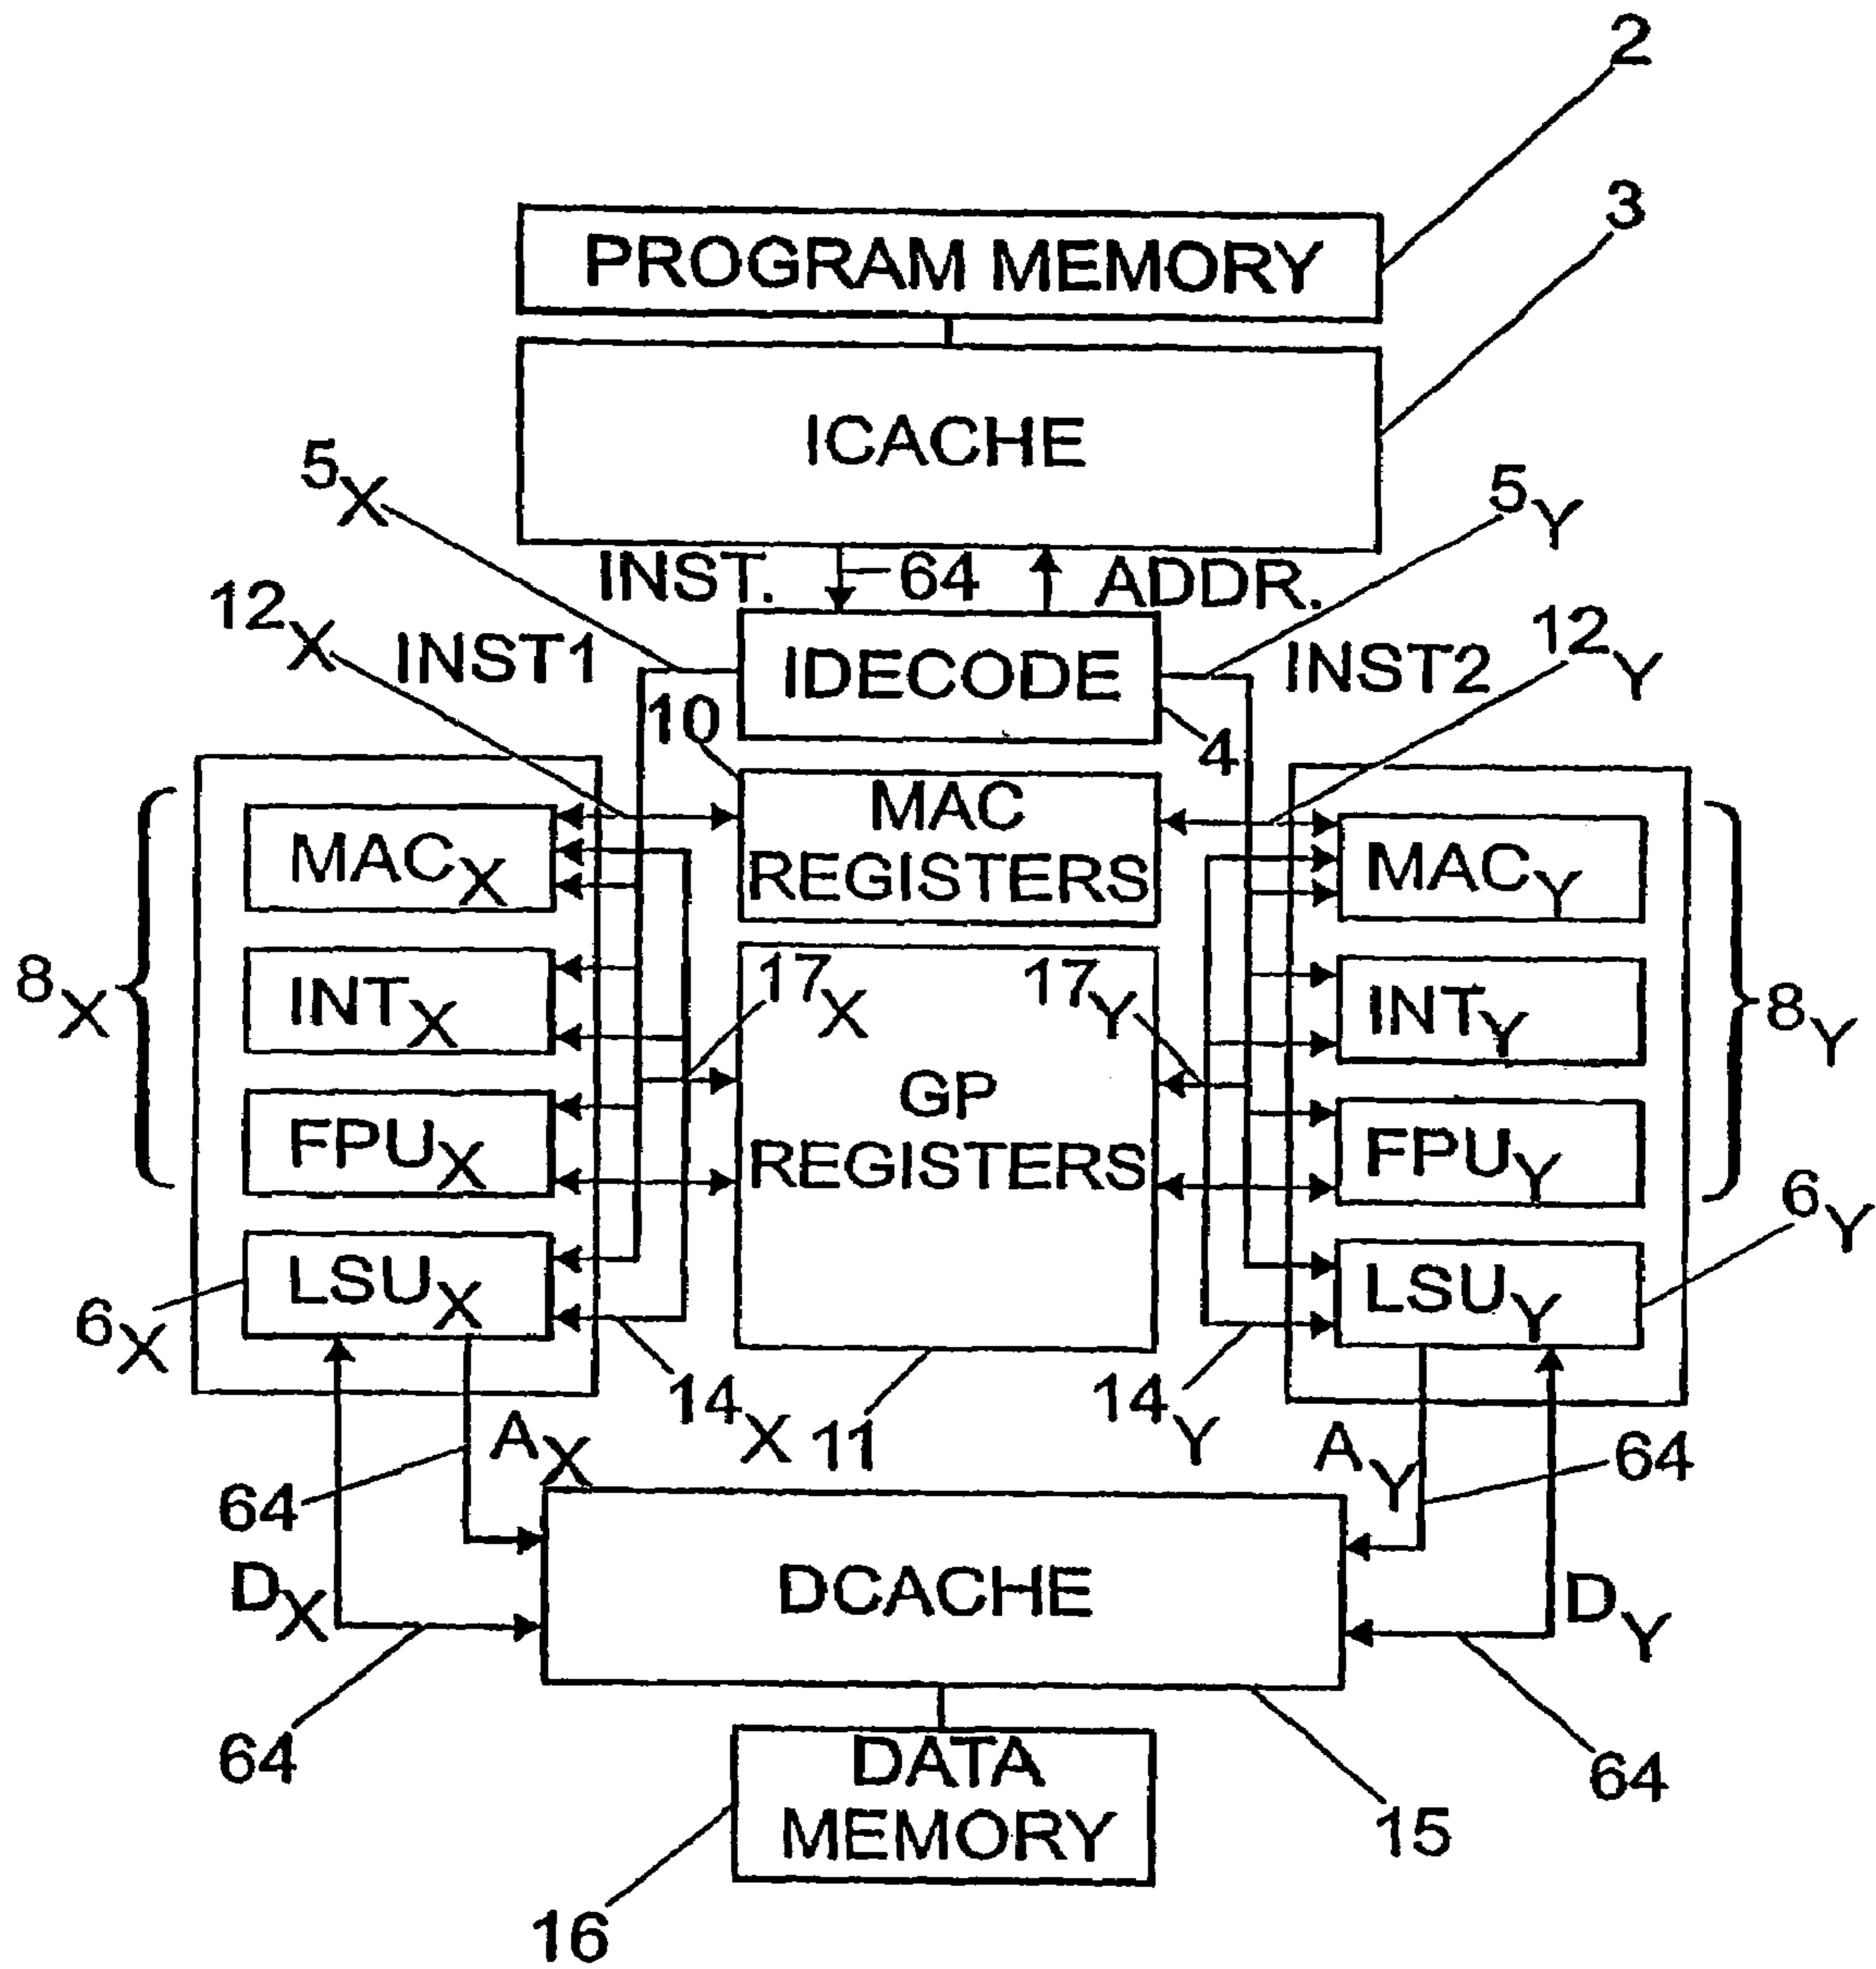 2
3
PROGRAM MEMORY
ICACHE
5X
5Y
INST.
64
ADDR.
12X
INST1
IDECODE
INST2
12Y
10
4
MAC
REGISTERS
MACX
MACY
8X
INTX
17X
17Y
INTY
8Y
GP
REGISTERS
FPUX
FPUY
6Y
LSUX
LSUY
6X
14X
11
14Y
AX
AY
64
64
DX
DCACHE
DY
64
64
DATA
MEMORY
15
16